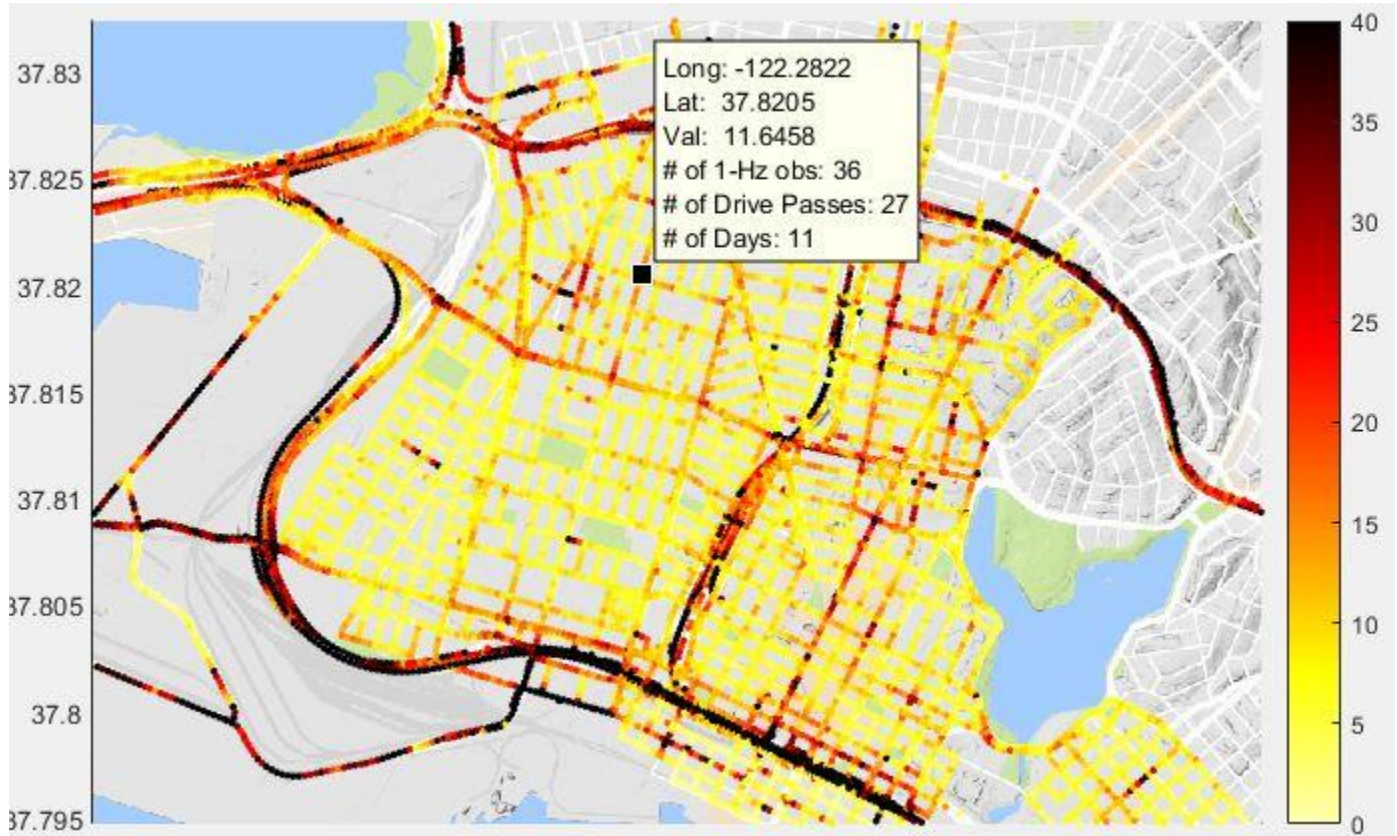 37.83
37.825
37.82
37.815
37.81
37.805
37.8
37.795
Long: -122.2822
Lat: 37.8205
Val: 11.6458
# of 1-Hz obs: 36
# of Drive Passes: 27
# of Days: 11
40
35
30
25
20
15
10
5
0